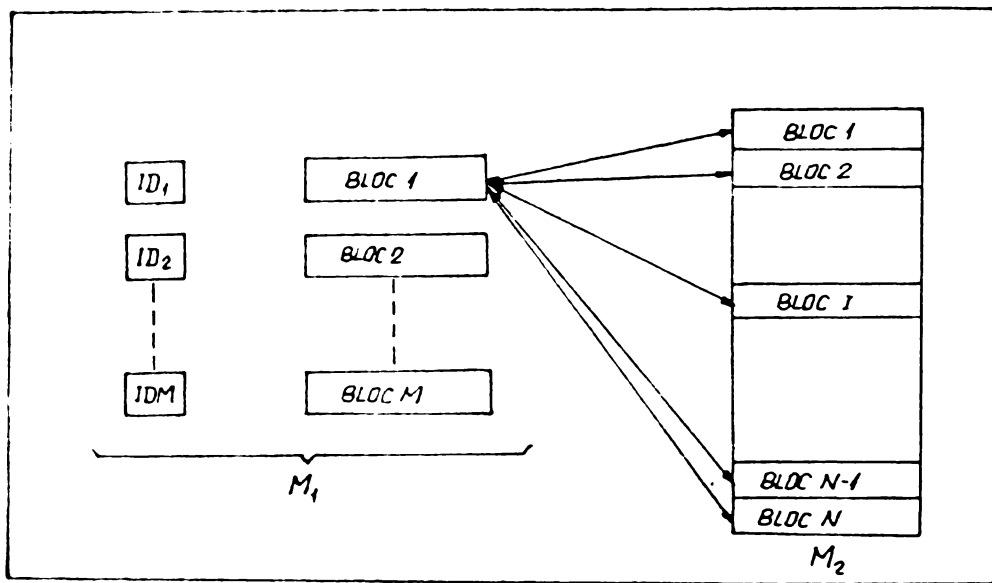 ID₁ BLOC 1
ID₂ BLOC 2
IDM BLOC M
M₁
BLOC 1
BLOC 2
BLOC I
BLOC N-1
BLOC N
M₂